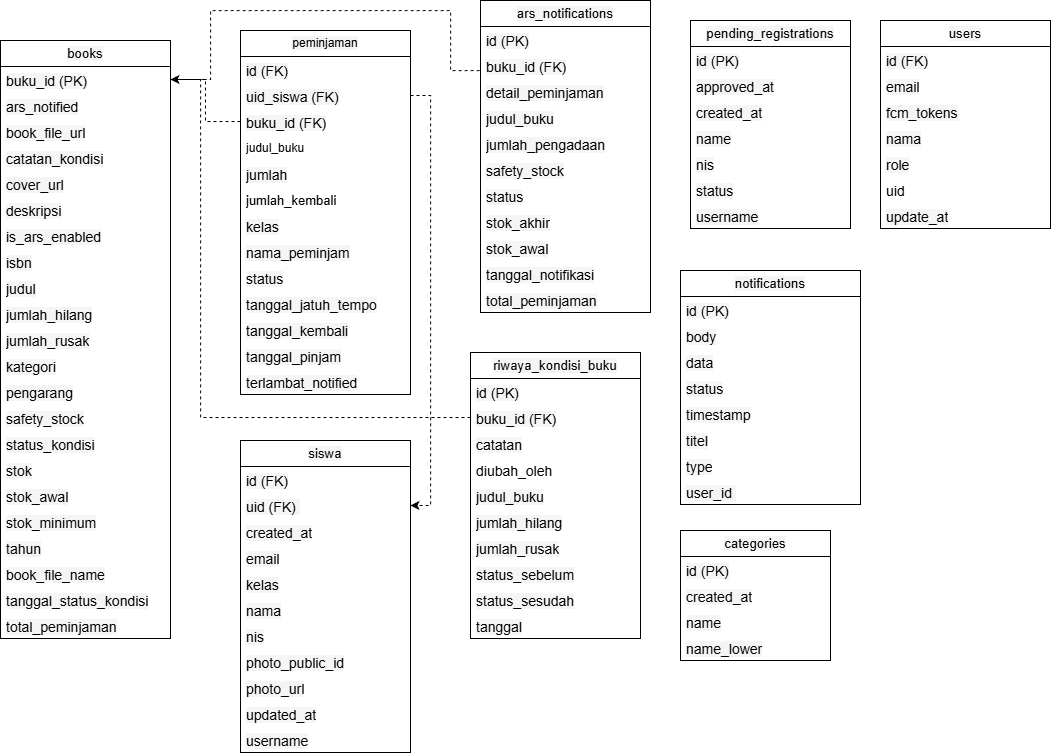 books
buku_id (PK)
ars_notified
book_file_url
catatan_kondisi
cover_url
deskripsi
is_ars_enabled
isbn
judul
jumlah_hilang
jumlah_rusak
kategori
pengarang
safety_stock
status_kondisi
stok
stok_awal
stok_minimum
tahun
book_file_name
tanggal_status_kondisi
total_peminjaman
peminjaman
id (FK)
uid_siswa (FK)
buku_id (FK)
judul_buku
jumlah
jumlah_kembali
kelas
nama_peminjam
status
tanggal_jatuh_tempo
tanggal_kembali
tanggal_pinjam
terlambat_notified
siswa
id (FK)
uid (FK)
created_at
email
kelas
nama
nis
photo_public_id
photo_url
updated_at
username
ars_notifications
id (PK)
buku_id (FK)
detail_peminjaman
judul_buku
jumlah_pengadaan
safety_stock
status
stok_akhir
stok_awal
tanggal_notifikasi
total_peminjaman
riwaya_kondisi_buku
id (PK)
buku_id (FK)
catatan
diubah_oleh
judul_buku
jumlah_hilang
jumlah_rusak
status_sebelum
status_sesudah
tanggal
pending_registrations
id (PK)
approved_at
created_at
name
nis
status
username
users
id (FK)
email
fcm_tokens
nama
role
uid
update_at
notifications
id (PK)
body
data
status
timestamp
titel
type
user_id
categories
id (PK)
created_at
name
name_lower